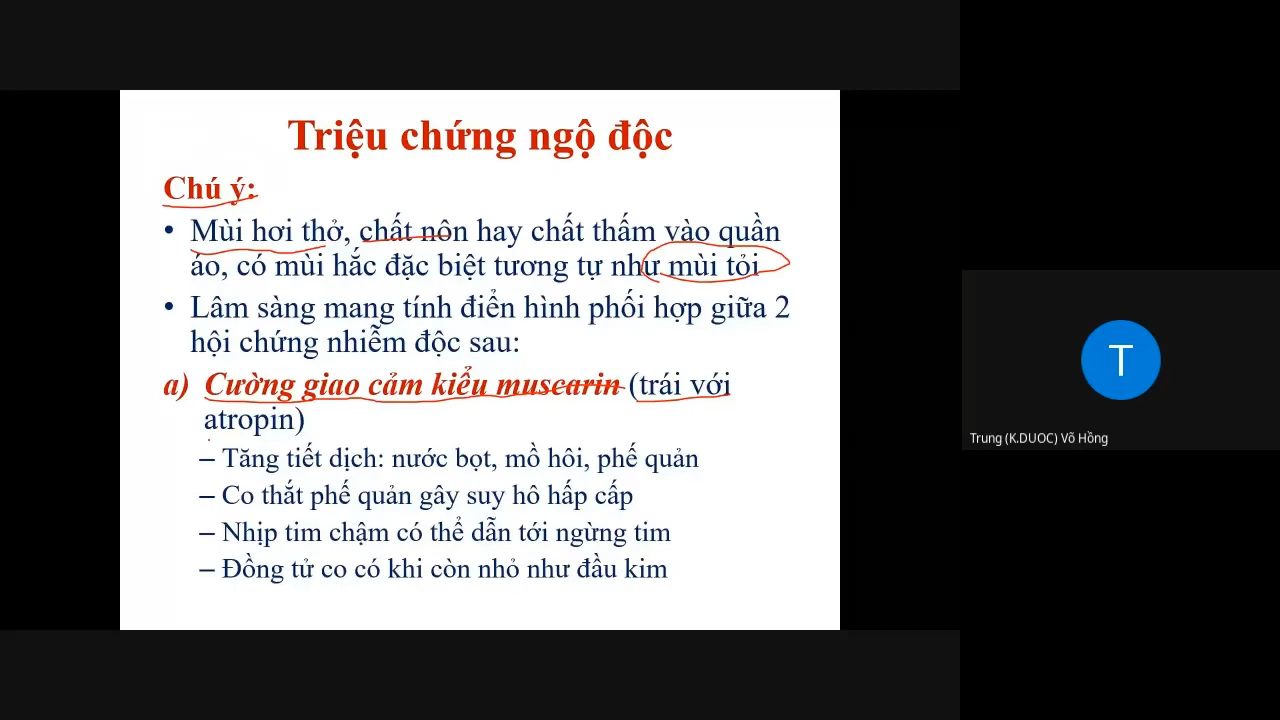 Triệu chứng ngộ độc
Chú ý:
• Mùi hơi thở, chất nôn hay chất thấm vào quần
áo, có mùi hắc đặc biệt tương tự như mùi tỏi
• Lâm sàng mang tính điển hình phối hợp giữa 2
hội chứng nhiễm độc sau:
a) Cường giao cảm kiểu muscarin (trái với
atropin)
– Tăng tiết dịch: nước bọt, mồ hôi, phế quản
– Co thắt phế quản gây suy hô hấp cấp
– Nhịp tim chậm có thể dẫn tới ngừng tim
– Đồng tử co có khi còn nhỏ như đầu kim
T
Trung (K.DUOC) Võ Hồng